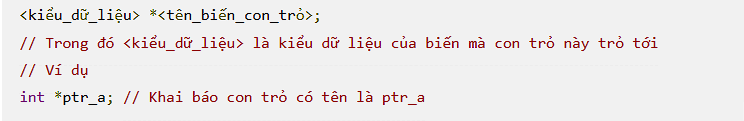 <kiểu_dữ_liệu> *<tên_biến_con_trỏ>;
// Trong đó <kiểu_dữ_liệu> là kiểu dữ liệu của biến mà con trỏ này trỏ tới
// Ví dụ
int *ptr_a; // Khai báo con trỏ có tên là ptr_a